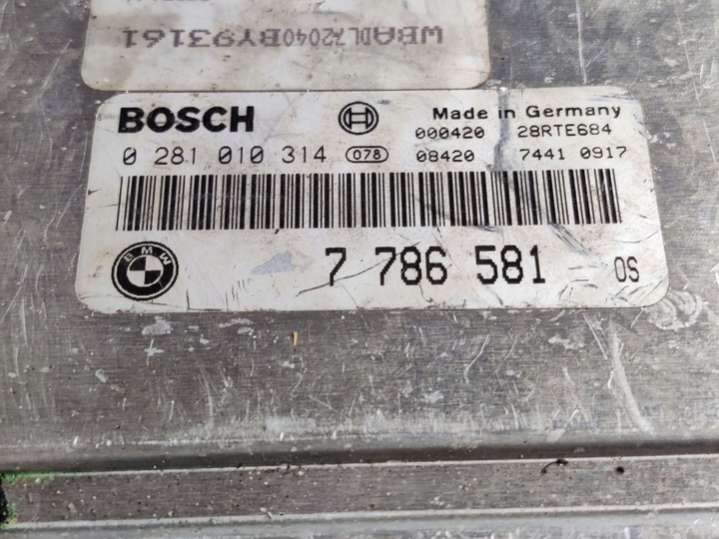 WBADL72040BY93161
BOSCH
Made in Germany
000420 28RTE684
0 281 010 314 078 08420 7441 0917
BMW
7 786 581 OS